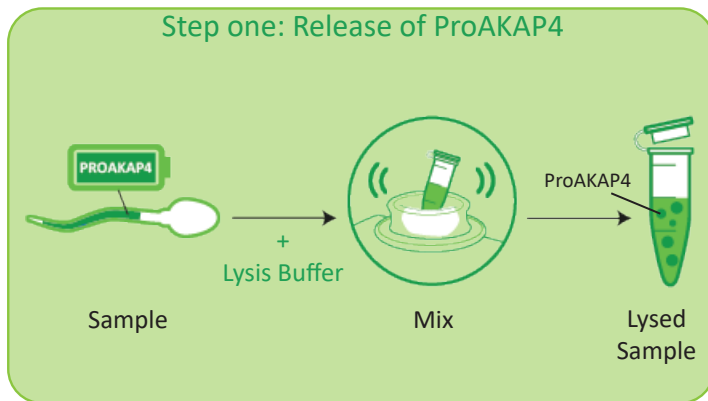 Step one: Release of ProAKAP4
PROAKAP4
ProAKAP4
+
Lysis Buffer
Sample
Mix
Lysed
Sample